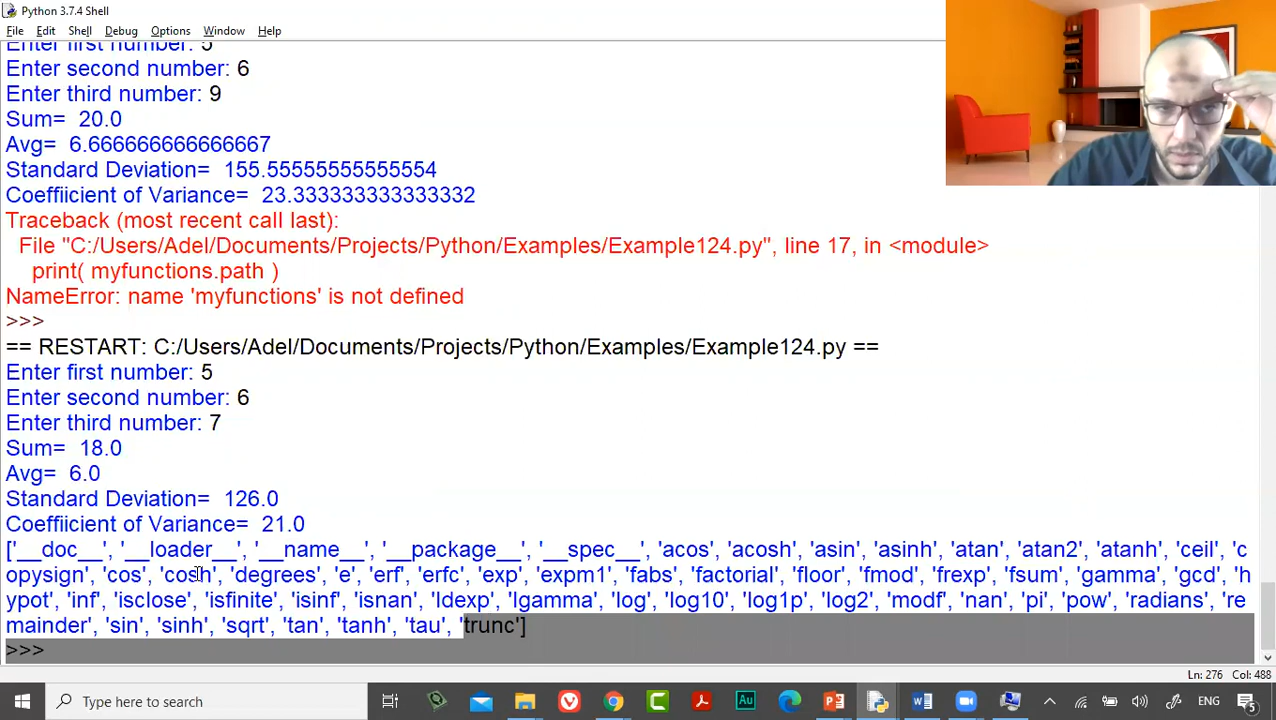 Python 3.7.4 Shell
File Edit Shell Debug Options Window Help
Enter first number: 5
Enter second number: 6
Enter third number: 9
Sum=  20.0
Avg=  6.666666666666667
Standard Deviation=  155.55555555555554
Coefiicient of Variance=  23.333333333333332
Traceback (most recent call last):
File "C:/Users/Adel/Documents/Projects/Python/Examples/Example124.py", line 17, in <module>
print( myfunctions.path )
NameError: name 'myfunctions' is not defined
>>>
== RESTART: C:/Users/Adel/Documents/Projects/Python/Examples/Example124.py ==
Enter first number: 5
Enter second number: 6
Enter third number: 7
Sum=  18.0
Avg=  6.0
Standard Deviation=  126.0
Coefiicient of Variance=  21.0
['__doc__', '__loader__', '__name__', '__package__', '__spec__', 'acos', 'acosh', 'asin', 'asinh', 'atan', 'atan2', 'atanh', 'ceil', 'c
opysign', 'cos', 'cosh', 'degrees', 'e', 'erf', 'erfc', 'exp', 'expm1', 'fabs', 'factorial', 'floor', 'fmod', 'frexp', 'fsum', 'gamma', 'gcd', 'h
ypot', 'inf', 'isclose', 'isfinite', 'isinf', 'isnan', 'ldexp', 'lgamma', 'log', 'log10', 'log1p', 'log2', 'modf', 'nan', 'pi', 'pow', 'radians', 're
mainder', 'sin', 'sinh', 'sqrt', 'tan', 'tanh', 'tau', 'trunc']
>>>
Ln: 276 Col: 488
Type here to search
ENG
5